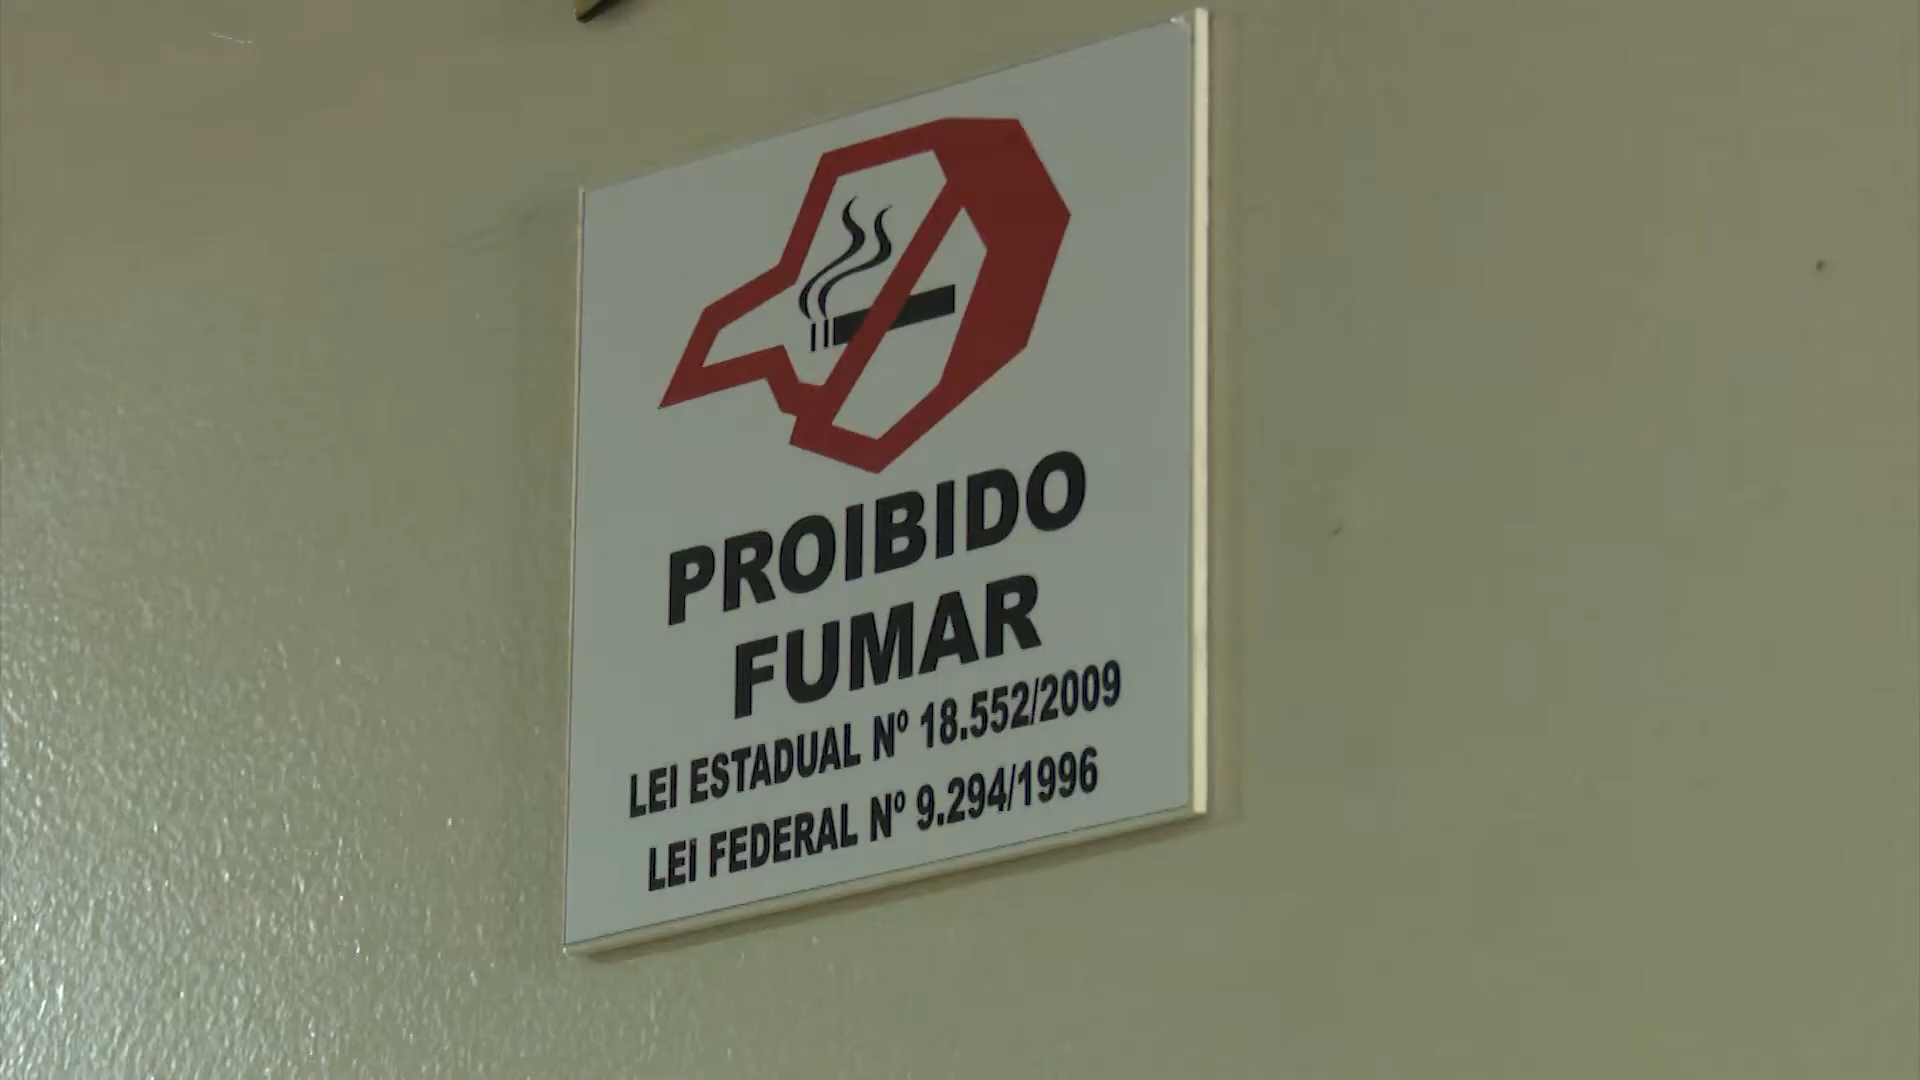 PROIBIDO
FUMAR
LEI ESTADUAL Nº 18.552/2009
LEI FEDERAL Nº 9.294/1996